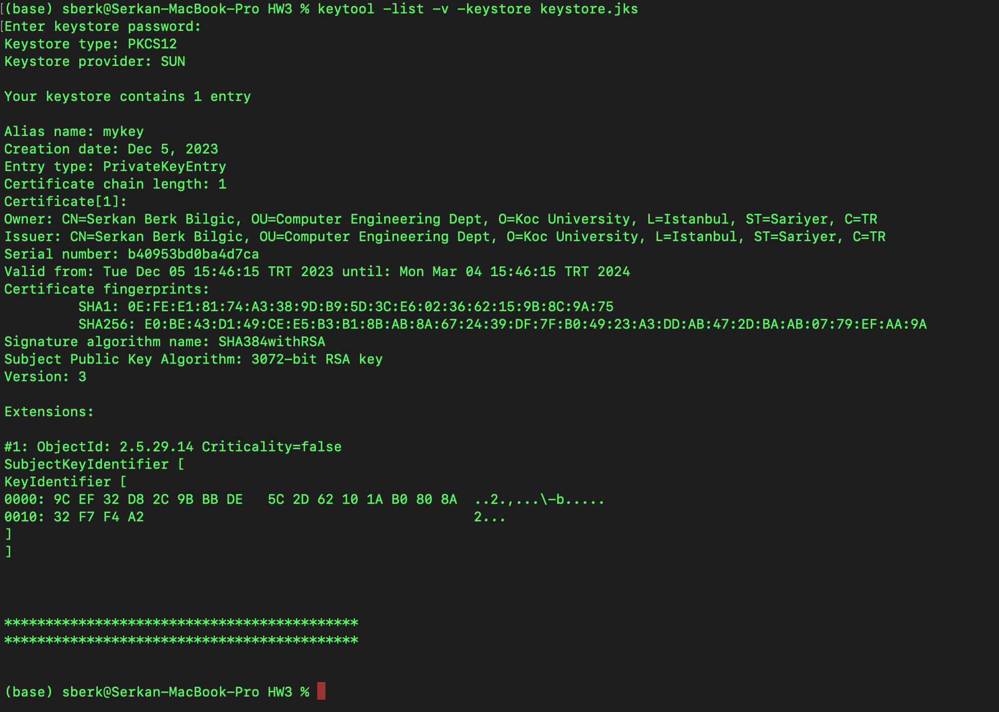 [(base) sberk@Serkan-MacBook-Pro HW3 % keytool -list -v -keystore keystore.jks
[Enter keystore password:
Keystore type: PKCS12
Keystore provider: SUN
Your keystore contains 1 entry
Alias name: mykey
Creation date: Dec 5, 2023
Entry type: PrivateKeyEntry
Certificate chain length: 1
Certificate[1]:
Owner: CN=Serkan Berk Bilgic, OU=Computer Engineering Dept, O=Koc University, L=Istanbul, ST=Sariyer, C=TR
Issuer: CN=Serkan Berk Bilgic, OU=Computer Engineering Dept, O=Koc University, L=Istanbul, ST=Sariyer, C=TR
Serial number: b40953bd0ba4d7ca
Valid from: Tue Dec 05 15:46:15 TRT 2023 until: Mon Mar 04 15:46:15 TRT 2024
Certificate fingerprints:
         SHA1: 0E:FE:E1:81:74:A3:38:9D:B9:5D:3C:E6:02:36:62:15:9B:8C:9A:75
         SHA256: E0:BE:43:D1:49:CE:E5:B3:B1:8B:AB:8A:67:24:39:DF:7F:B0:49:23:A3:DD:AB:47:2D:BA:AB:07:79:EF:AA:9A
Signature algorithm name: SHA384withRSA
Subject Public Key Algorithm: 3072-bit RSA key
Version: 3
Extensions:
#1: ObjectId: 2.5.29.14 Criticality=false
SubjectKeyIdentifier [
KeyIdentifier [
0000: 9C EF 32 D8 2C 9B BB DE   5C 2D 62 10 1A B0 80 8A  ..2.,...\-b.....
0010: 32 F7 F4 A2                                        2...
]
]
*******************************************
*******************************************
(base) sberk@Serkan-MacBook-Pro HW3 %